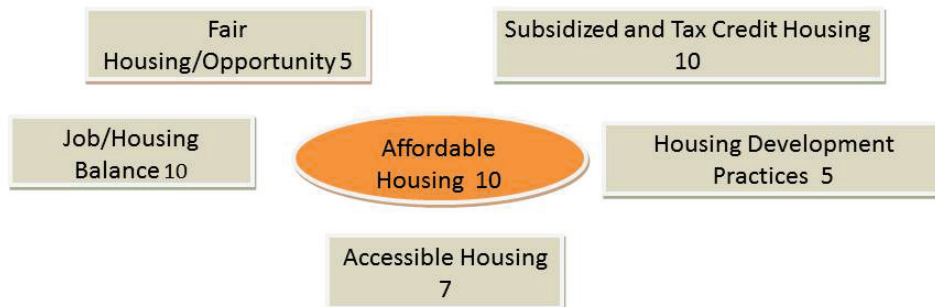 Fair
Housing/Opportunity 5
Subsidized and Tax Credit Housing
10
Job/Housing
Balance 10
Affordable
Housing 10
Housing Development
Practices 5
Accessible Housing
7